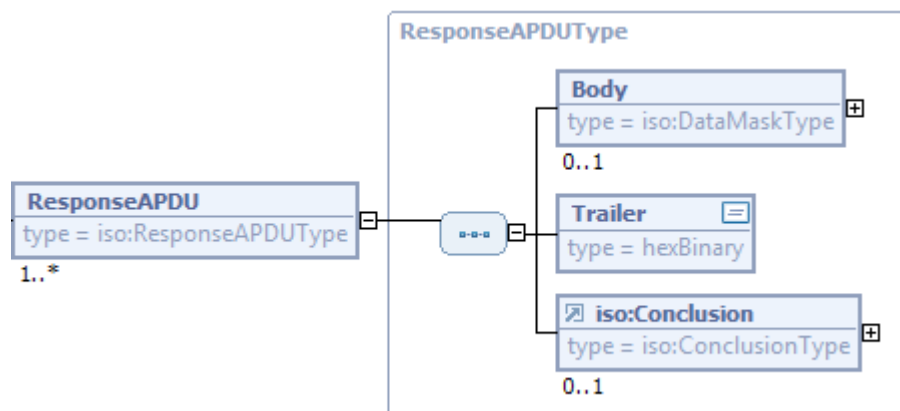 ResponseAPDUType
Body
type = iso:DataMaskType
0..1
ResponseAPDU
type = iso:ResponseAPDUType
1..*
Trailer
type = hexBinary
iso:Conclusion
type = iso:ConclusionType
0..1